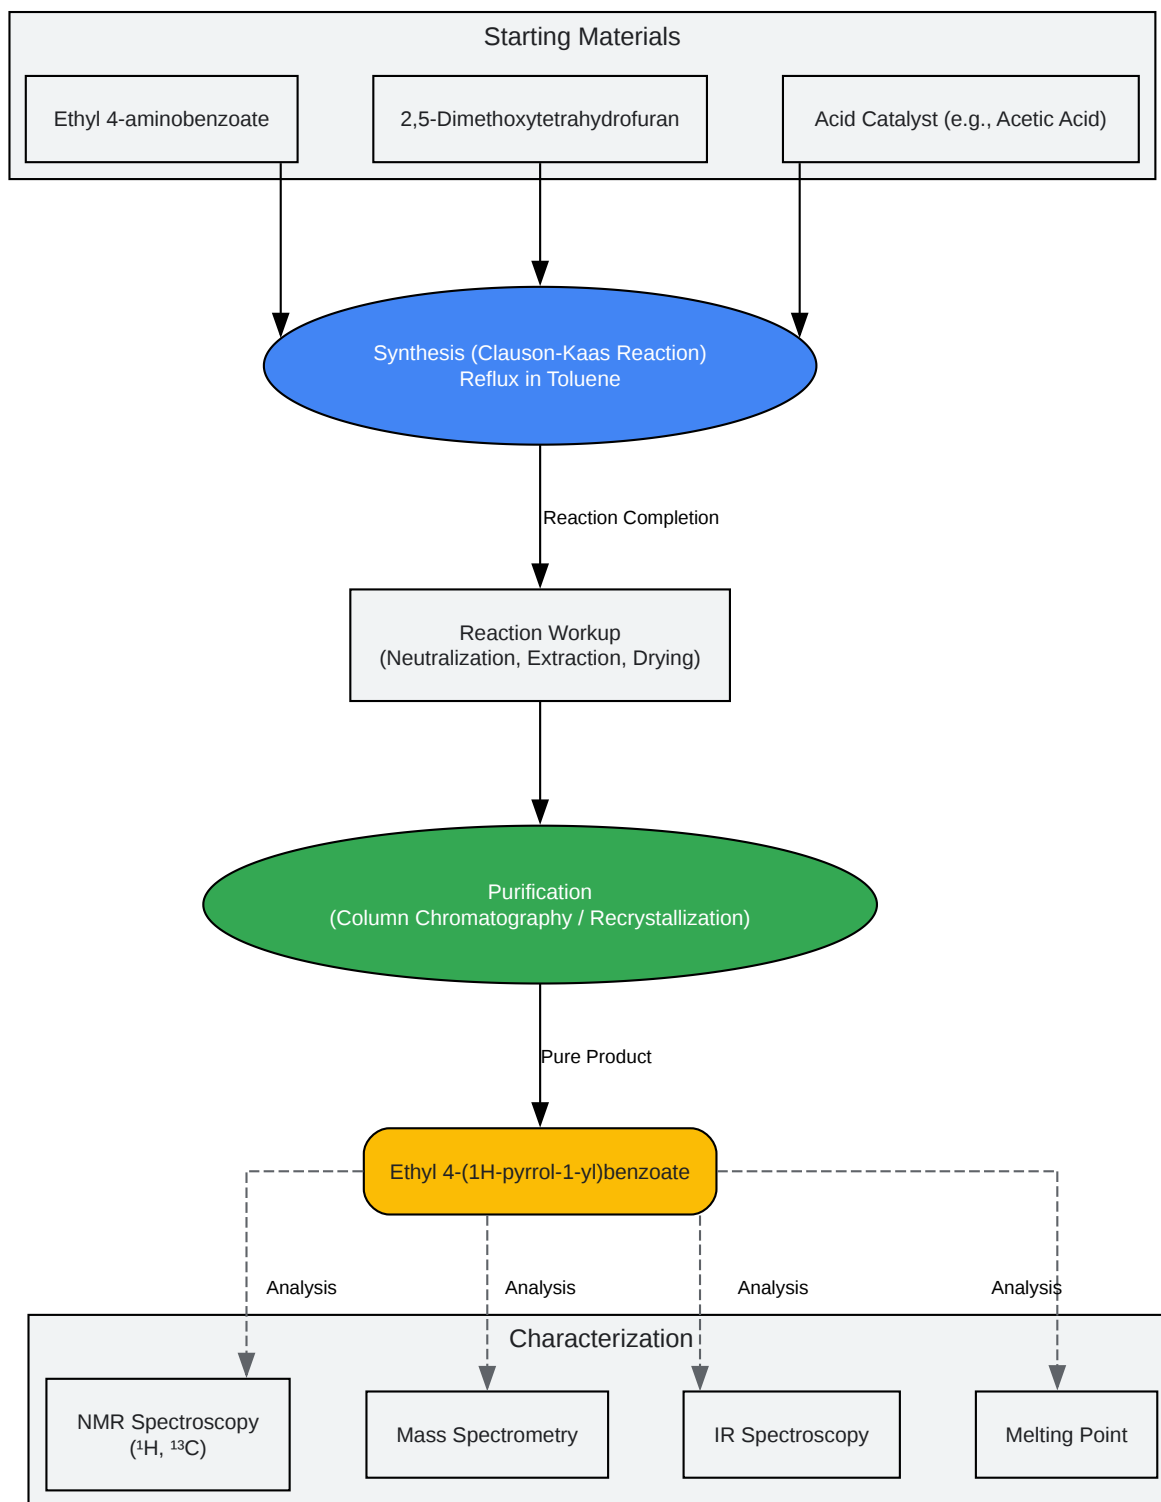 Starting Materials
Ethyl 4-aminobenzoate
2,5-Dimethoxytetrahydrofuran
Acid Catalyst (e.g., Acetic Acid)
Synthesis (Clauson-Kaas Reaction)
Reflux in Toluene
Reaction Completion
Reaction Workup
(Neutralization, Extraction, Drying)
Purification
(Column Chromatography / Recrystallization)
Pure Product
Ethyl 4-(1H-pyrrol-1-yl)benzoate
Analysis
Analysis
Analysis
Analysis
Characterization
NMR Spectroscopy
(¹H, ¹³C)
Mass Spectrometry
IR Spectroscopy
Melting Point